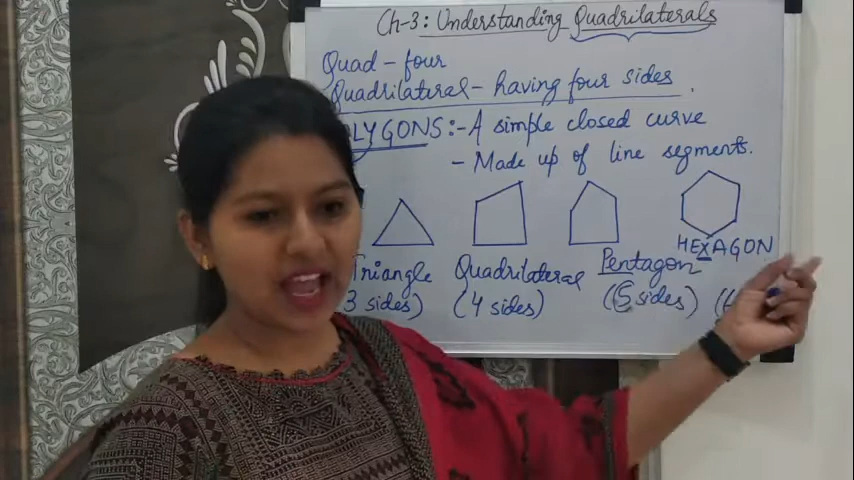 Ch-3: Understanding Quadrilaterals
Quad - four
Quadrilateral - having four sides.
LYGONS:- A simple closed curve
- Made up of line segments.
HEXAGON
Triangle Quadrilateral Pentagon
3 sides) (4 sides) (5 sides) (6